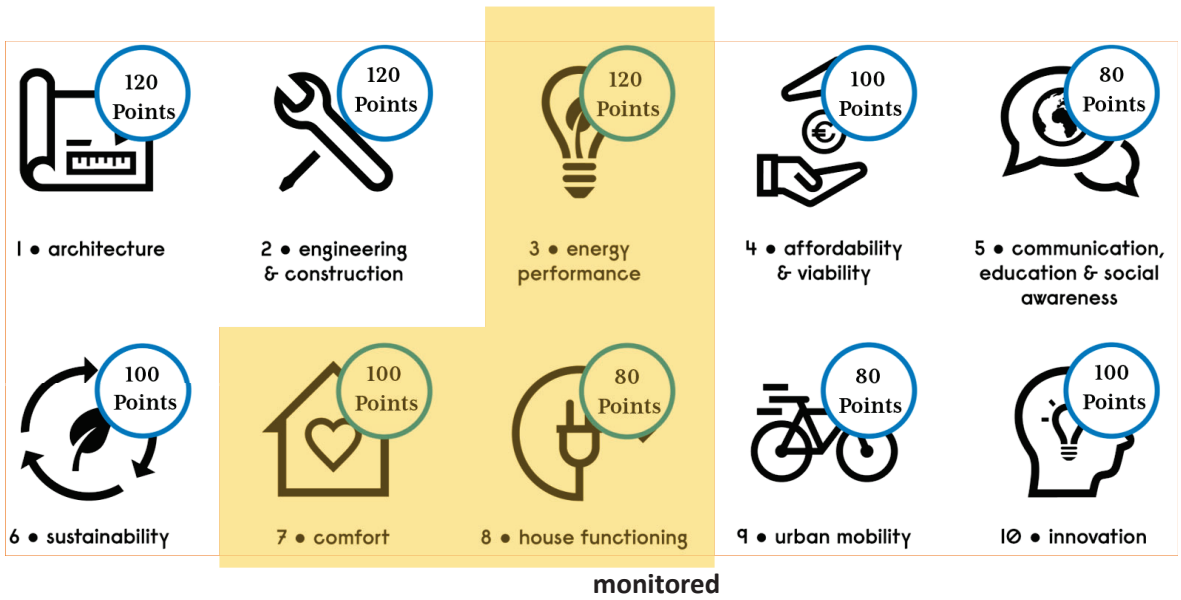 120
Points
1 ● architecture
120
Points
2 ● engineering
& construction
120
Points
3 ● energy
performance
100
Points
€
4 ● affordability
& viability
80
Points
5 ● communication,
education & social
awareness
100
Points
6 ● sustainability
100
Points
7 ● comfort
80
Points
8 ● house functioning
80
Points
9 ● urban mobility
100
Points
10 ● innovation
monitored